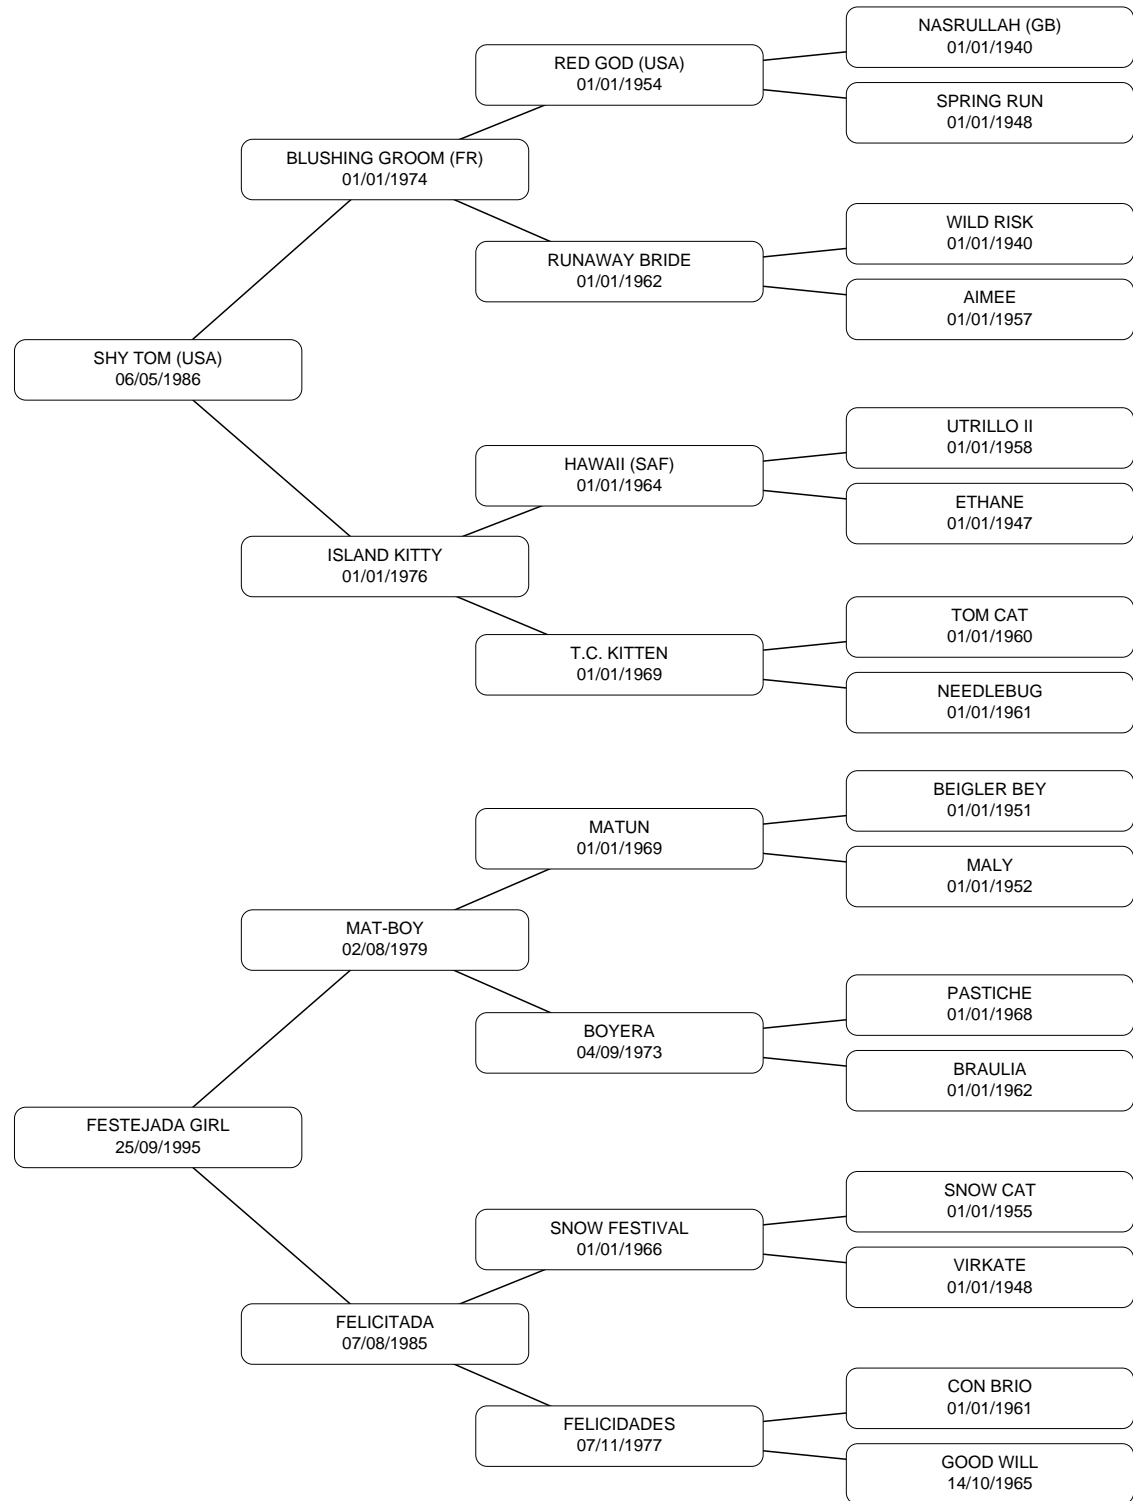 NASRULLAH (GB)
01/01/1940
RED GOD (USA)
01/01/1954
SPRING RUN
01/01/1948
BLUSHING GROOM (FR)
01/01/1974
WILD RISK
01/01/1940
RUNAWAY BRIDE
01/01/1962
AIMEE
01/01/1957
SHY TOM (USA)
06/05/1986
UTRILLO II
01/01/1958
HAWAII (SAF)
01/01/1964
ETHANE
01/01/1947
ISLAND KITTY
01/01/1976
TOM CAT
01/01/1960
T.C. KITTEN
01/01/1969
NEEDLEBUG
01/01/1961
BEIGLER BEY
01/01/1951
MATUN
01/01/1969
MALY
01/01/1952
MAT-BOY
02/08/1979
PASTICHE
01/01/1968
BOYERA
04/09/1973
BRAULIA
01/01/1962
FESTEJADA GIRL
25/09/1995
SNOW CAT
01/01/1955
SNOW FESTIVAL
01/01/1966
VIRKATE
01/01/1948
FELICITADA
07/08/1985
CON BRIO
01/01/1961
FELICIDADES
07/11/1977
GOOD WILL
14/10/1965